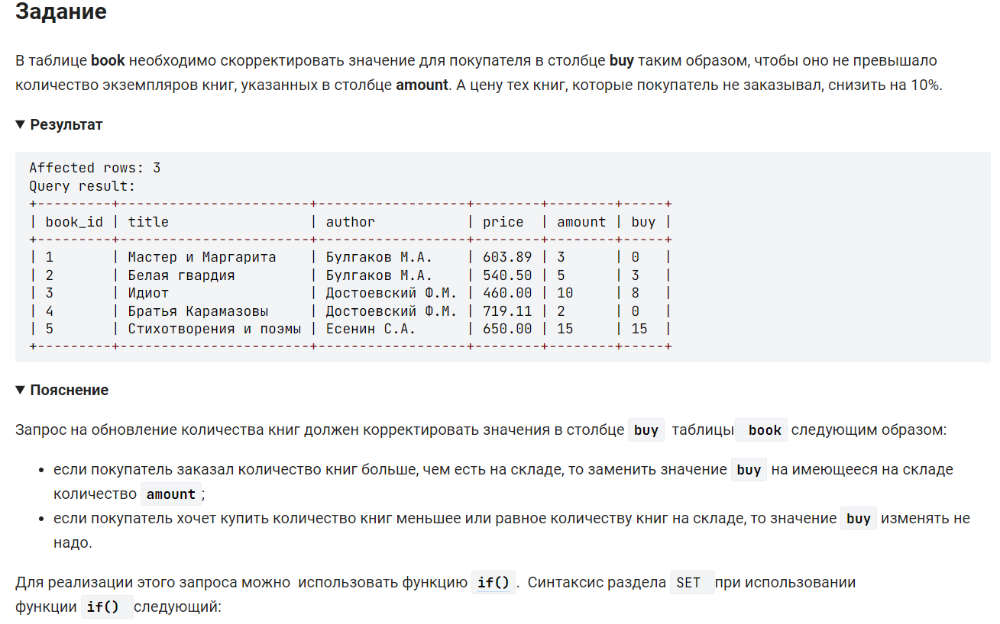 Задание
В таблице book необходимо скорректировать значение для покупателя в столбце buy таким образом, чтобы оно не превышало
количество экземпляров книг, указанных в столбце amount. А цену тех книг, которые покупатель не заказывал, снизить на 10%.
▼ Результат
Affected rows: 3
Query result:
+---------+-----------------------+------------------+--------+--------+-----+
| book_id | title                 | author           | price  | amount | buy |
+---------+-----------------------+------------------+--------+--------+-----+
| 1       | Мастер и Маргарита    | Булгаков М.А.    | 603.89 | 3      | 0   |
| 2       | Белая гвардия         | Булгаков М.А.    | 540.50 | 5      | 3   |
| 3       | Идиот                 | Достоевский Ф.М. | 460.00 | 10     | 8   |
| 4       | Братья Карамазовы     | Достоевский Ф.М. | 719.11 | 2      | 0   |
| 5       | Стихотворения и поэмы | Есенин С.А.      | 650.00 | 15     | 15  |
+---------+-----------------------+------------------+--------+--------+-----+
▼ Пояснение
Запрос на обновление количества книг должен корректировать значения в столбце buy таблицы book следующим образом:
• если покупатель заказал количество книг больше, чем есть на складе, то заменить значение buy на имеющееся на складе
количество amount;
• если покупатель хочет купить количество книг меньшее или равное количеству книг на складе, то значение buy изменять не
надо.
Для реализации этого запроса можно использовать функцию if(). Синтаксис раздела SET при использовании
функции if() следующий: